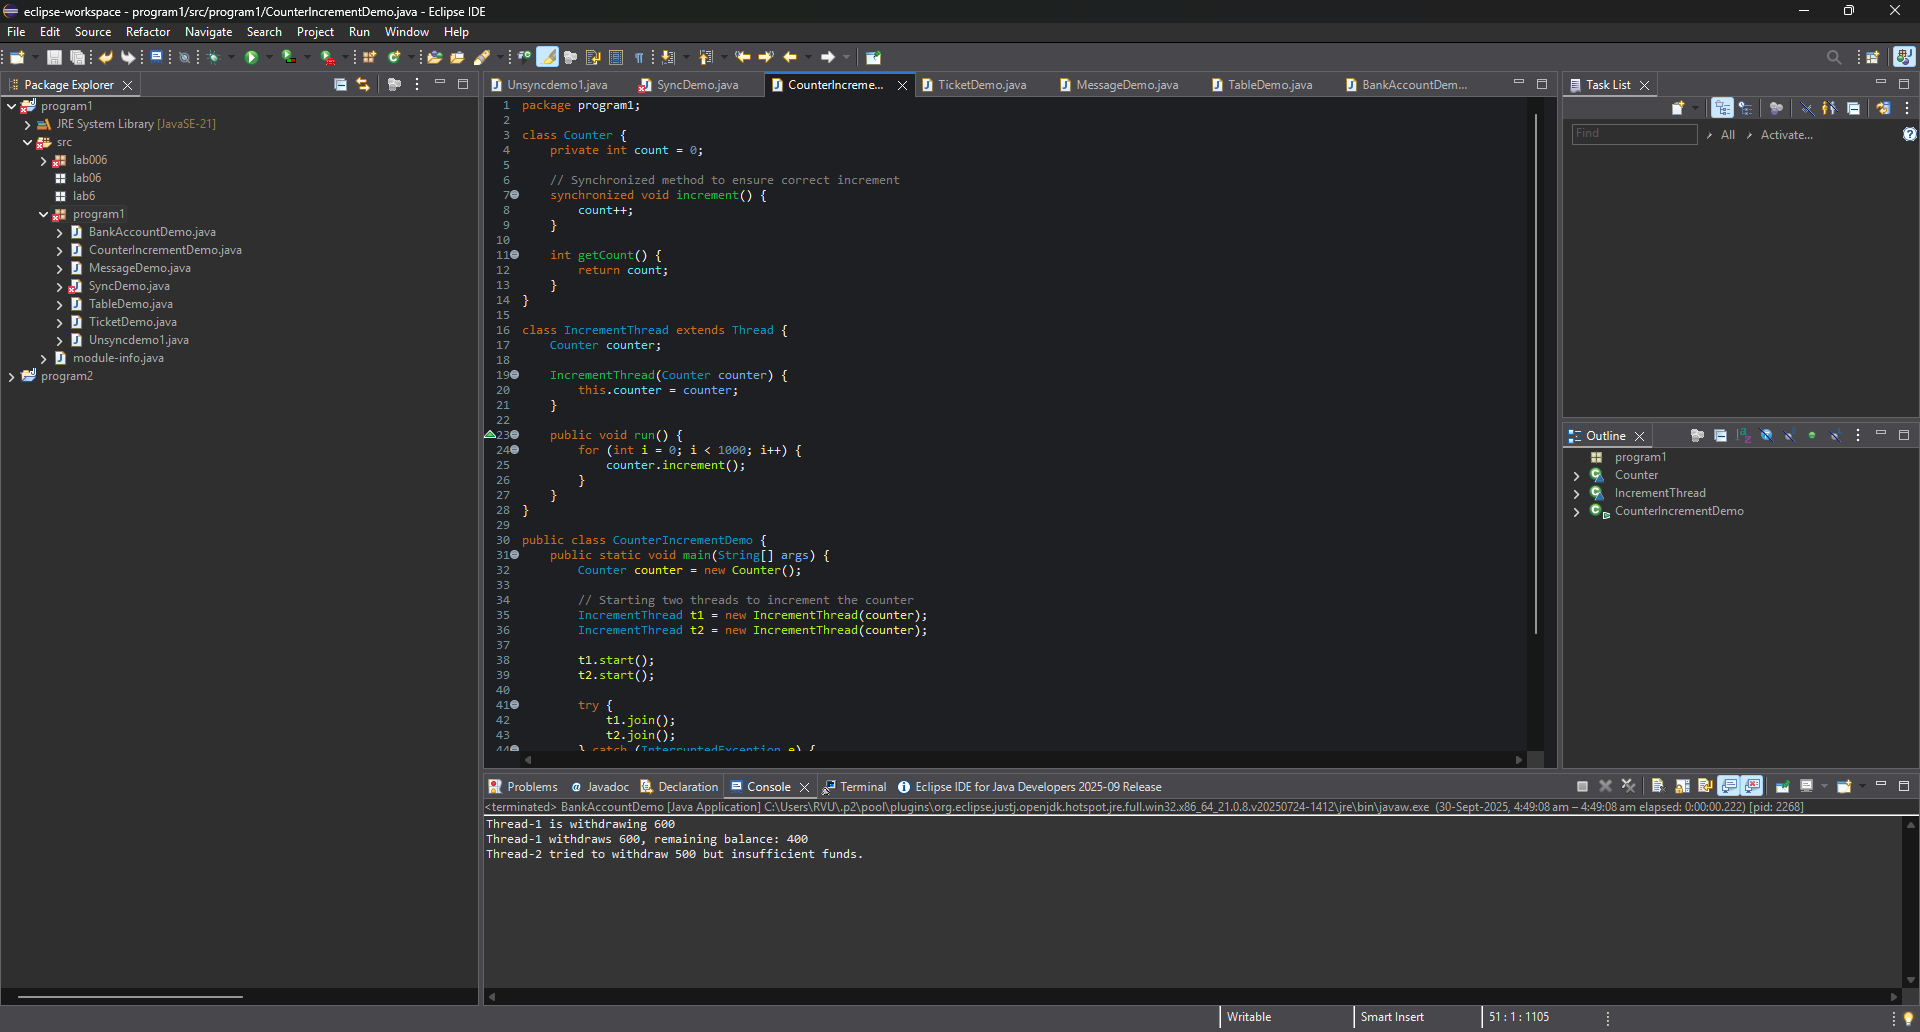 eclipse-workspace - program1/src/program1/CounterIncrementDemo.java - Eclipse IDE
File Edit Source Refactor Navigate Search Project Run Window Help
Package Explorer
program1
JRE System Library [JavaSE-21]
src
lab006
lab06
lab6
program1
BankAccountDemo.java
CounterIncrementDemo.java
MessageDemo.java
SyncDemo.java
TableDemo.java
TicketDemo.java
Unsyncdemo1.java
module-info.java
program2
Unsyncdemo1.java SyncDemo.java CounterIncreme... TicketDemo.java MessageDemo.java TableDemo.java BankAccountDem...
1 package program1;
2
3 class Counter {
4     private int count = 0;
5
6     // Synchronized method to ensure correct increment
7     synchronized void increment() {
8         count++;
9     }
10
11     int getCount() {
12         return count;
13     }
14 }
15
16 class IncrementThread extends Thread {
17     Counter counter;
18
19     IncrementThread(Counter counter) {
20         this.counter = counter;
21     }
22
23     public void run() {
24         for (int i = 0; i < 1000; i++) {
25             counter.increment();
26         }
27     }
28 }
29
30 public class CounterIncrementDemo {
31     public static void main(String[] args) {
32         Counter counter = new Counter();
33
34         // Starting two threads to increment the counter
35         IncrementThread t1 = new IncrementThread(counter);
36         IncrementThread t2 = new IncrementThread(counter);
37
38         t1.start();
39         t2.start();
40
41         try {
42             t1.join();
43             t2.join();
44         } catch (InterruptedException e) {
Task List
Find All Activate...
Outline
program1
Counter
IncrementThread
CounterIncrementDemo
Problems Javadoc Declaration Console Terminal Eclipse IDE for Java Developers 2025-09 Release
<terminated> BankAccountDemo [Java Application] C:\Users\RVU\.p2\pool\plugins\org.eclipse.justj.openjdk.hotspot.jre.full.win32.x86_64_21.0.8.v20250724-1412\jre\bin\javaw.exe (30-Sept-2025, 4:49:08 am – 4:49:08 am elapsed: 0:00:00.222) [pid: 2268]
Thread-1 is withdrawing 600
Thread-1 withdraws 600, remaining balance: 400
Thread-2 tried to withdraw 500 but insufficient funds.
Writable Smart Insert 51 : 1 : 1105